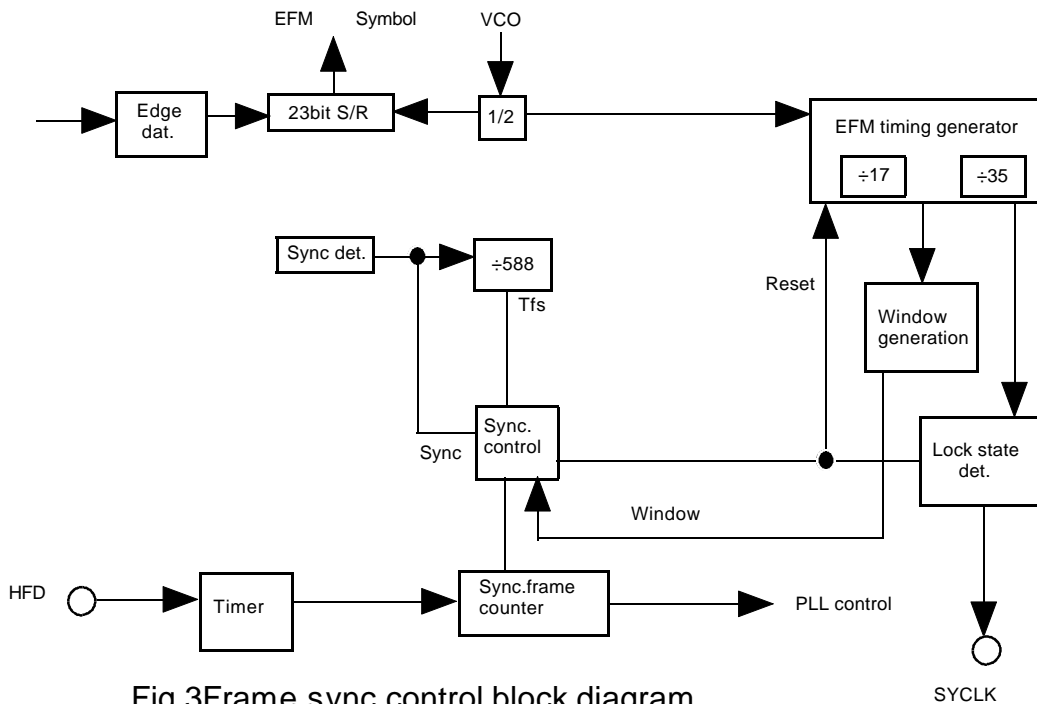 EFM Symbol VCO
Edge
dat.
23bit S/R
1/2
EFM timing generator
÷17
÷35
Sync det.
÷588
Tfs
Reset
Window
generation
Sync
Sync.
control
Lock state
det.
Window
HFD
Timer
Sync.frame
counter
PLL control
SYCLK
Fig.3Frame sync control block diagram